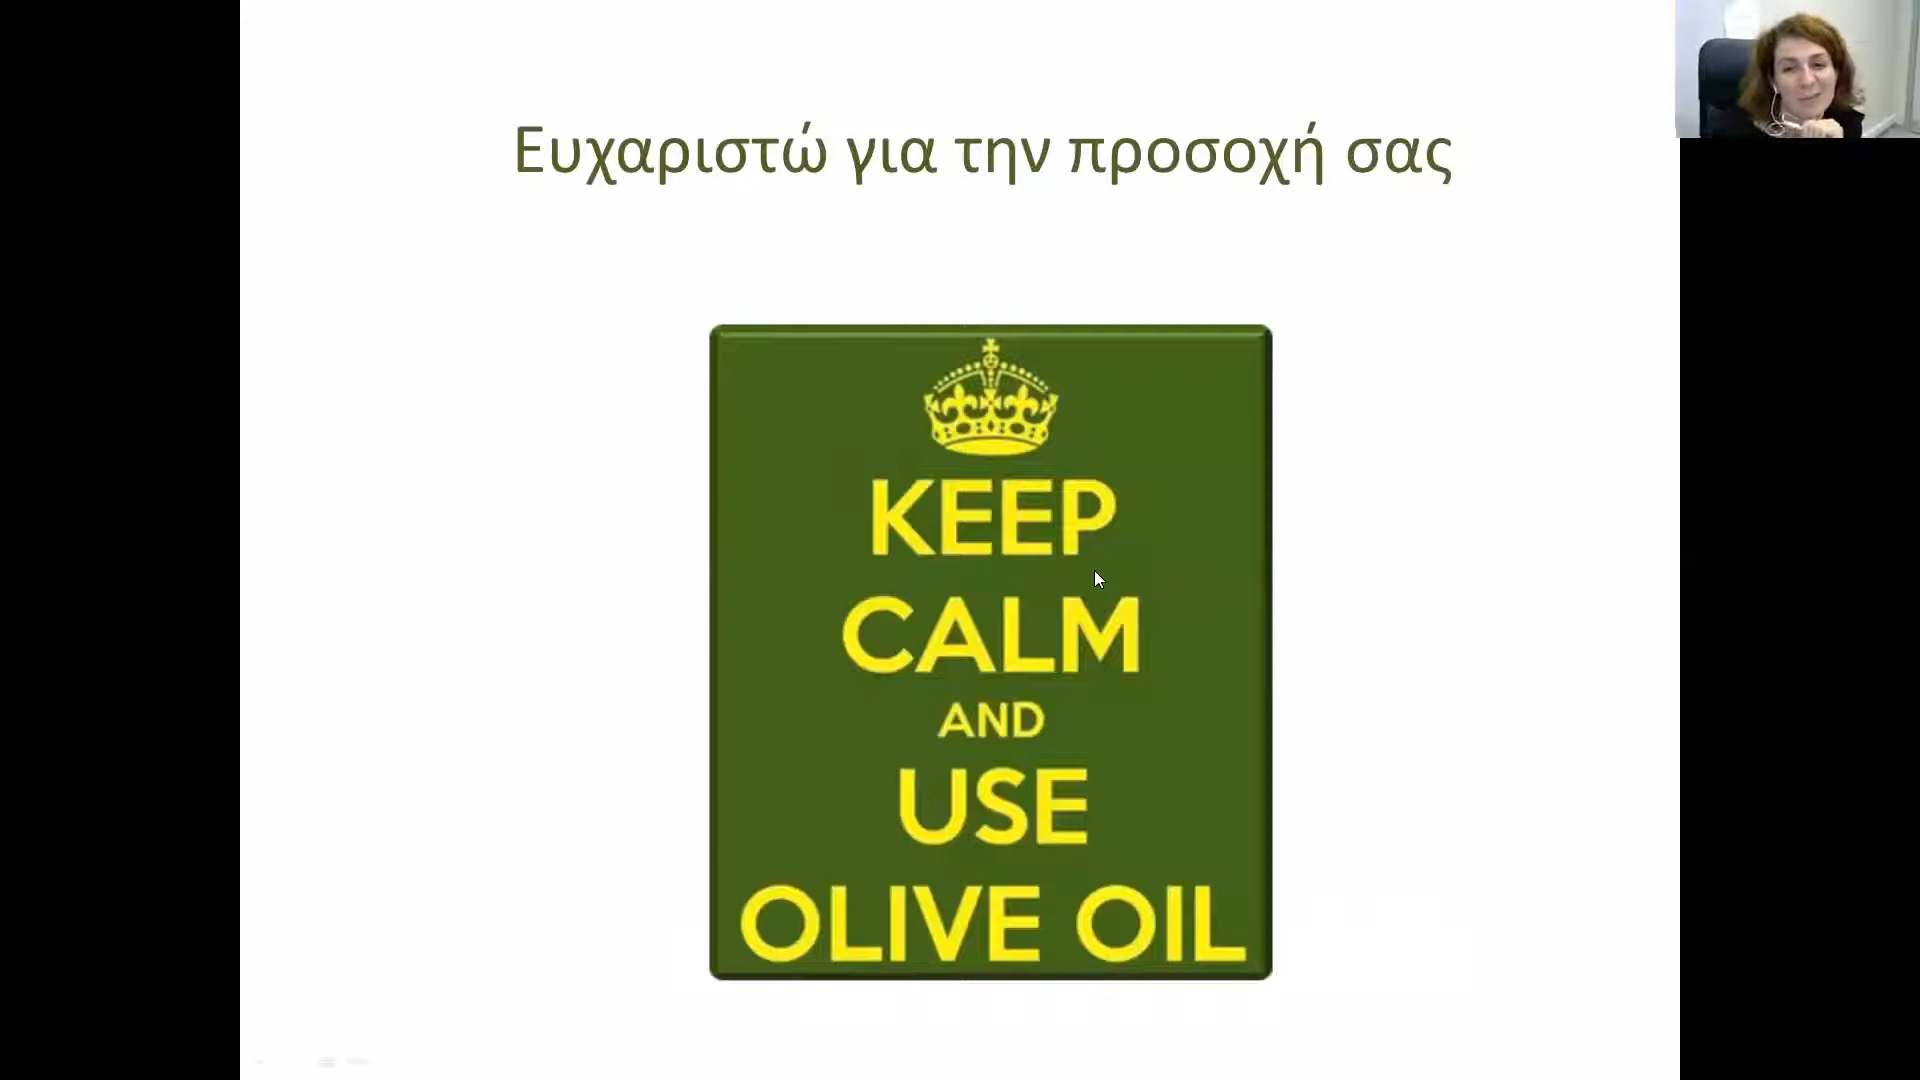 Ευχαριστώ για την προσοχή σας
KEEP
CALM
AND
USE
OLIVE OIL